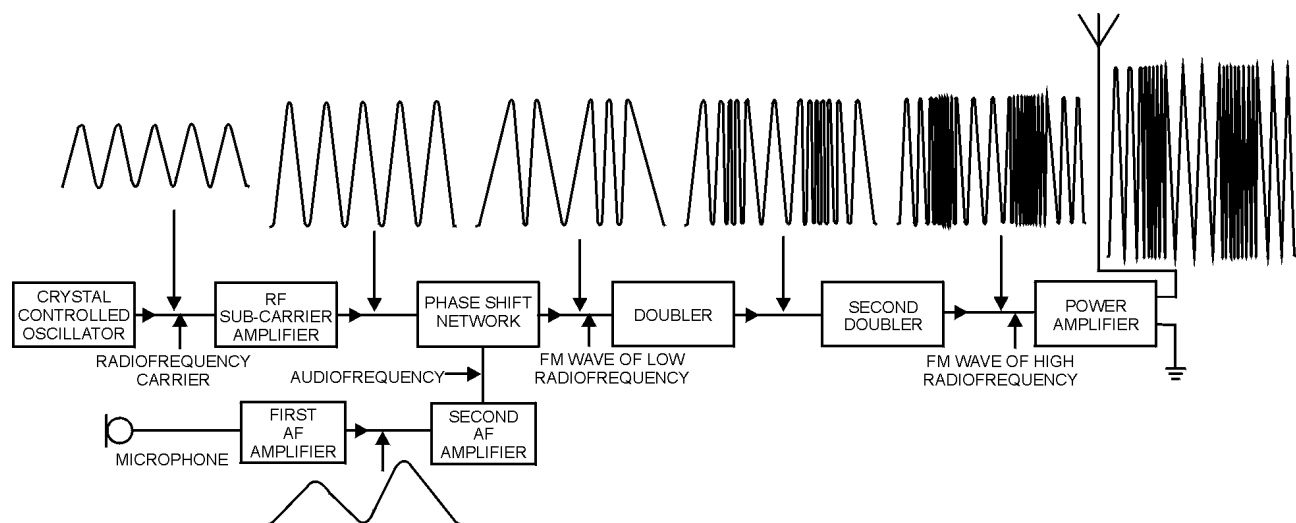 CRYSTAL
CONTROLLED
OSCILLATOR
RF
SUB-CARRIER
AMPLIFIER
PHASE SHIFT
NETWORK
DOUBLER
SECOND
DOUBLER
POWER
AMPLIFIER
RADIOFREQUENCY
CARRIER
AUDIOFREQUENCY
FM WAVE OF LOW
RADIOFREQUENCY
FM WAVE OF HIGH
RADIOFREQUENCY
MICROPHONE
FIRST
AF
AMPLIFIER
SECOND
AF
AMPLIFIER